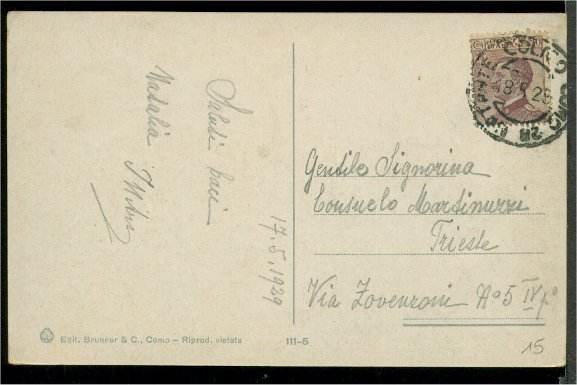 Saluti baci
Natalia
17.5.1929
Gentile Signorina
Consuelo Martinuzzi
Trieste
Via Zovenzoni N° 5 IV p°
15
Edit. Brunner & C., Como – Riprod. vietata
111-5